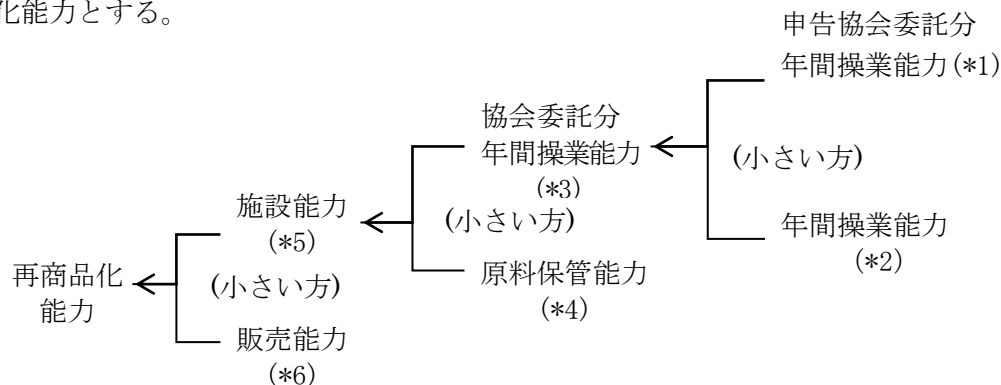 化能力とする。
申告協会委託分
年間操業能力(*1)
協会委託分
年間操業能力
(*3)
(小さい方)
施設能力
(*5)
(小さい方)
年間操業能力
(*2)
再商品化
能力
(小さい方)
原料保管能力
(*4)
販売能力
(*6)